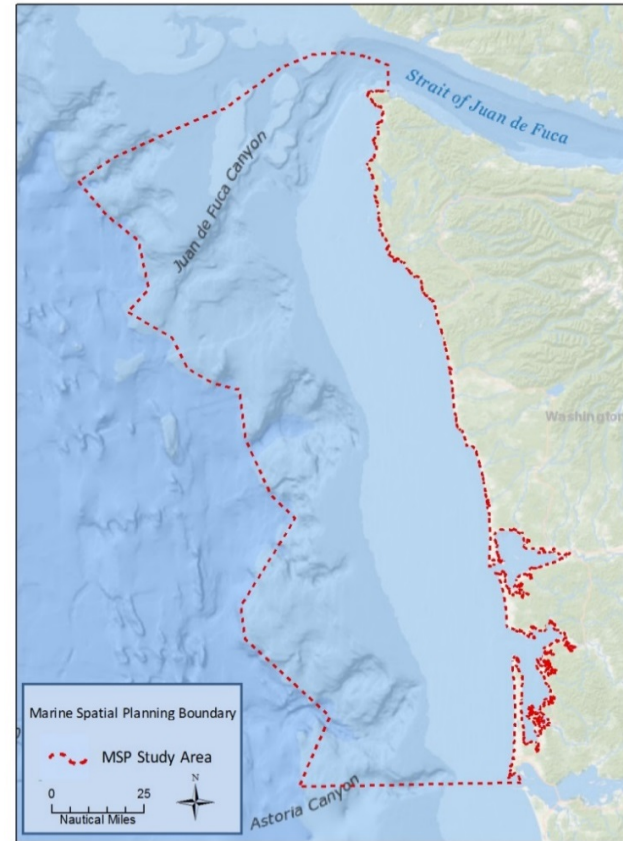 Strait of Juan de Fuca
Juan de Fuca Canyon
Washington
Marine Spatial Planning Boundary
MSP Study Area
N
0 25
Nautical Miles
Astoria Canyon